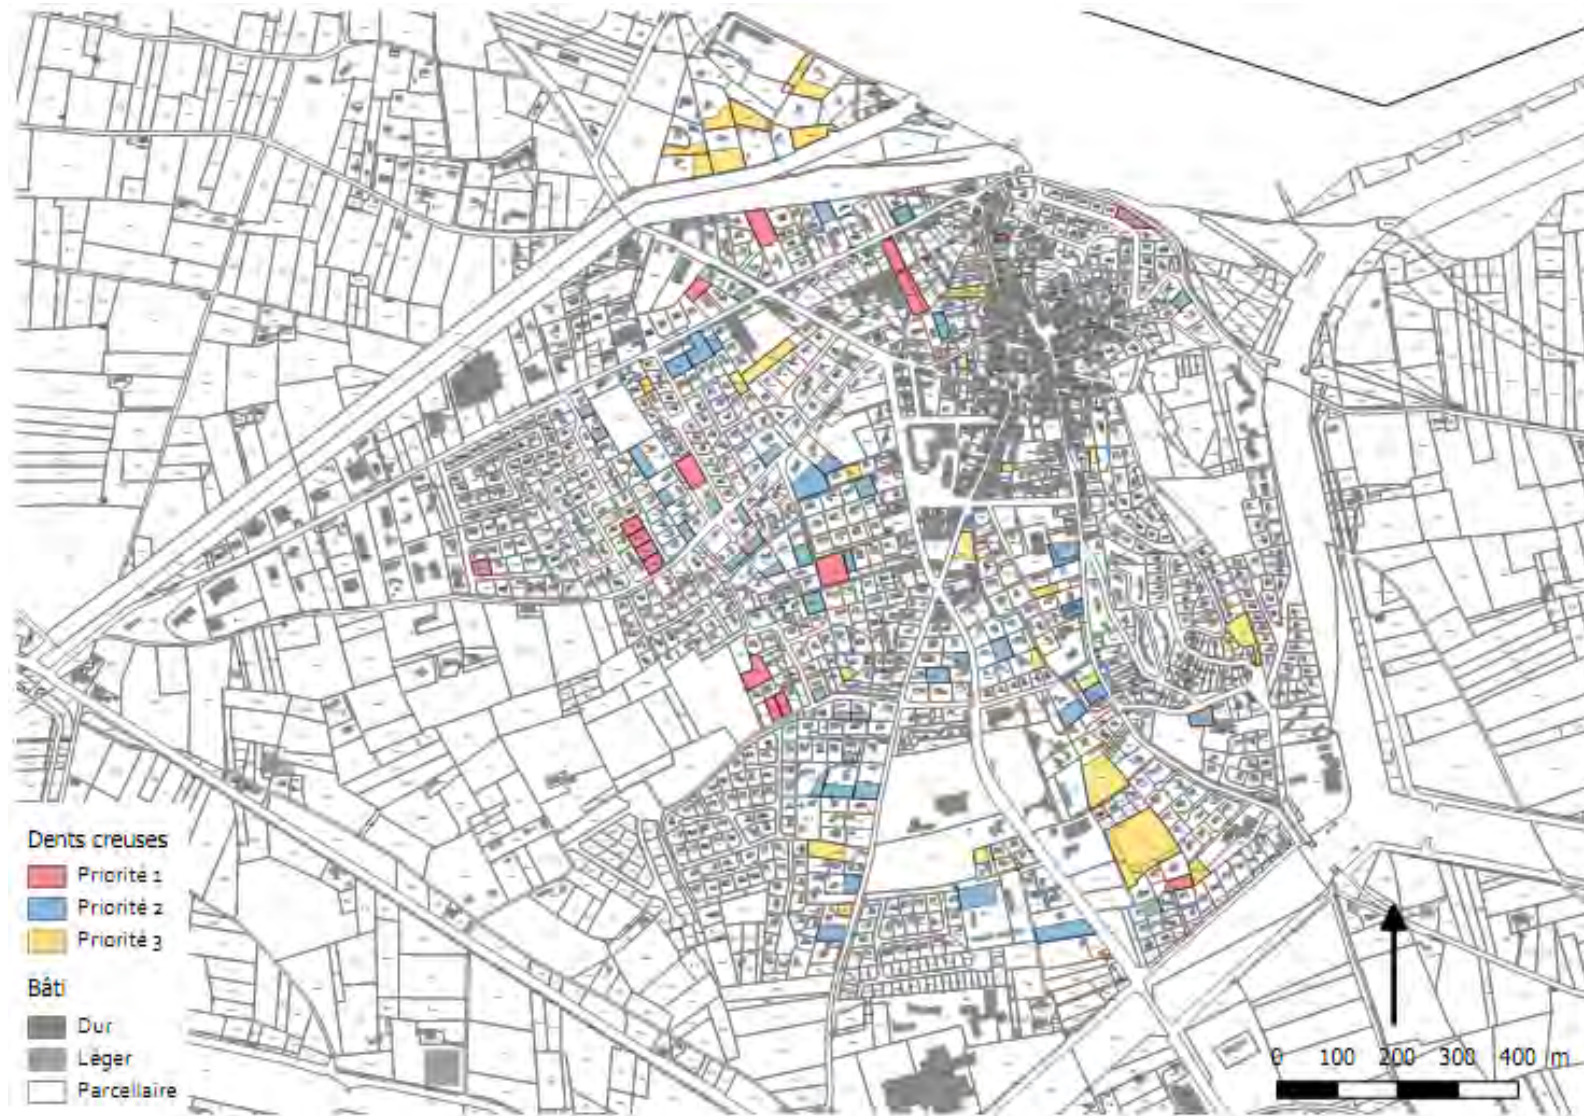 Dents creuses
Priorité 1
Priorité 2
Priorité 3
Bâti
Dur
Léger
Parcellaire
0 100 200 300 400 m